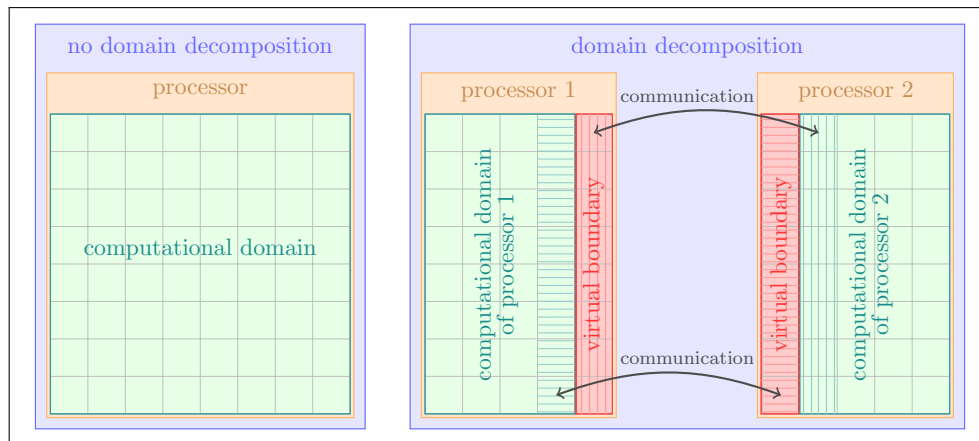 no domain decomposition
processor
computational domain
domain decomposition
processor 1
communication
processor 2
computational domain
of processor 1
virtual boundary
virtual boundary
computational domain
of processor 2
communication